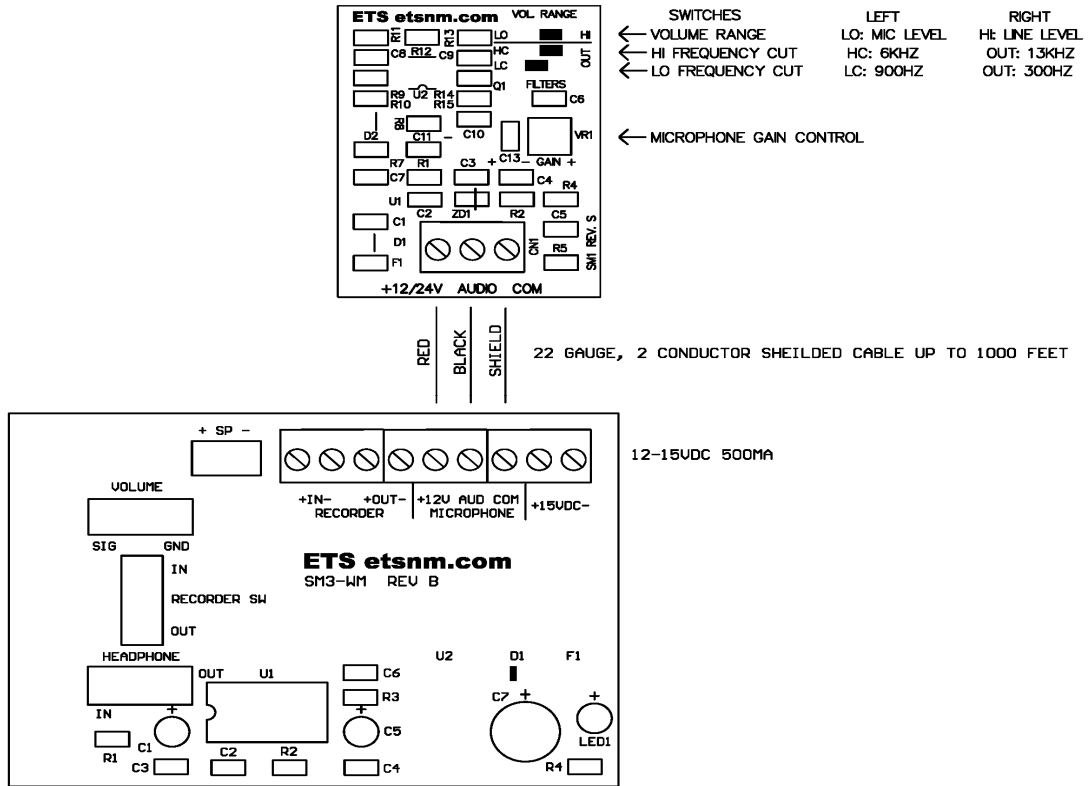 ETS etsnm.com VOL RANGE
SWITCHES LEFT RIGHT
VOLUME RANGE LO: MIC LEVEL HI: LINE LEVEL
HI FREQUENCY CUT HC: 6KHZ OUT: 13KHZ
LO FREQUENCY CUT LC: 900HZ OUT: 300HZ
R11 R13 LO HI
C8 R12 C9 HC OUT
LC
Q1 FILTERS
R9 U2 R14 C6
R10 R15
R8 C10 VR1
MICROPHONE GAIN CONTROL
D2 C11 - C13 GAIN +
R7 R1 C3 + - C4
C7 R4
U1 C2 ZD1 R2 C5
C1
D1 R5
F1 CN1 SM1 REV. S
+12/24V AUDIO COM
RED BLACK SHIELD
22 GAUGE, 2 CONDUCTOR SHEILDED CABLE UP TO 1000 FEET
+ SP -
12-15VDC 500MA
VOLUME +IN- +OUT- +12V AUD COM +15VDC-
RECORDER MICROPHONE
SIG GND
ETS etsnm.com
IN
SM3-WM REV B
RECORDER SW
OUT
HEADPHONE U2 D1 F1
OUT U1 C6
R3 C7 + +
IN + + C5
C1 LED1
R1 C2 R2
C3 C4 R4